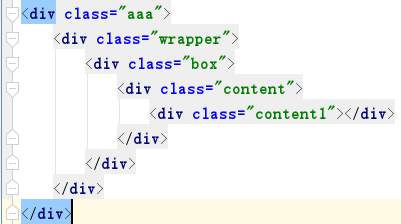 <div class="aaa">
<div class="wrapper">
<div class="box">
<div class="content">
<div class="content1"></div>
</div>
</div>
</div>
</div>